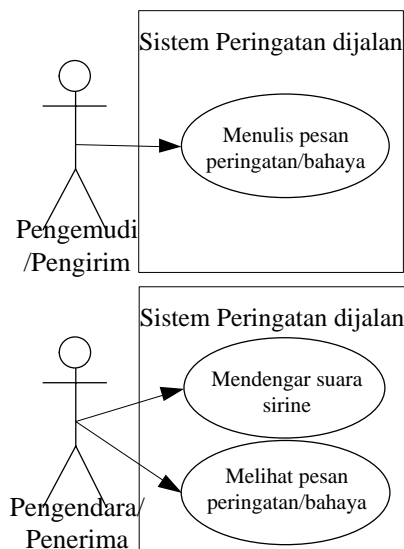 Sistem Peringatan dijalan
Menulis pesan
peringatan/bahaya
Pengemudi
/Pengirim
Sistem Peringatan dijalan
Mendengar suara
sirine
Melihat pesan
peringatan/bahaya
Pengendara/
Penerima